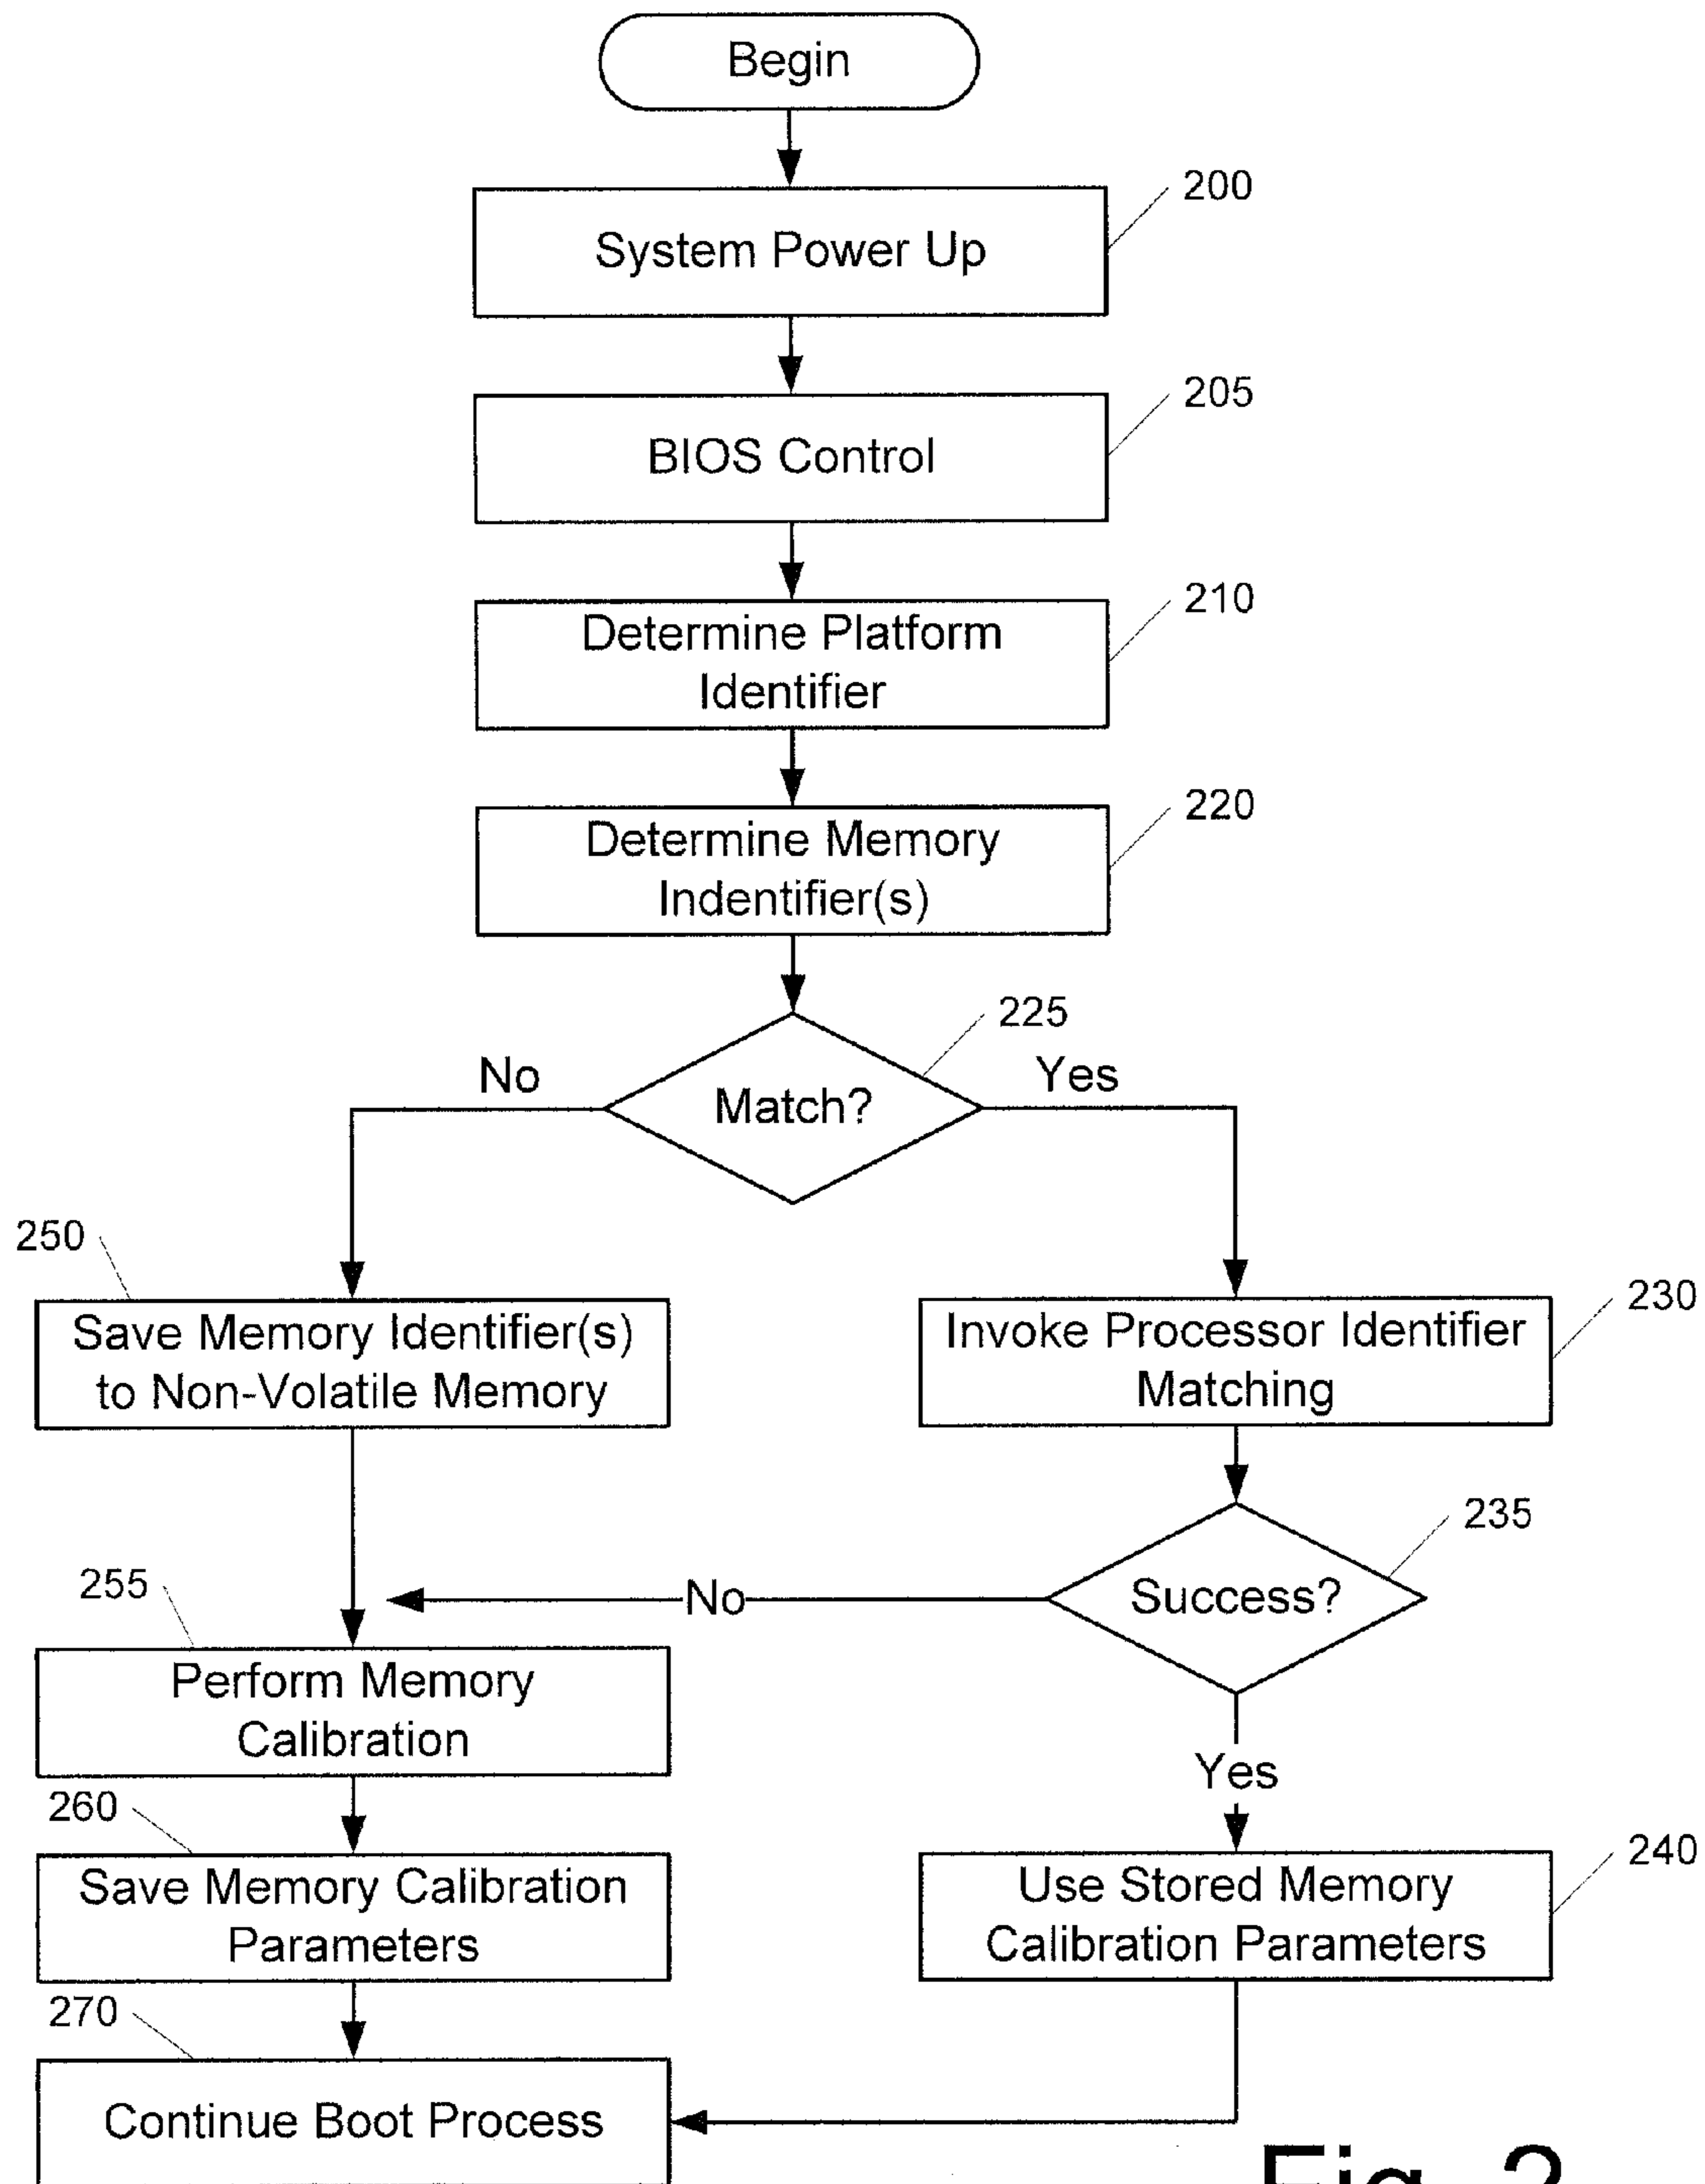 Begin
200
System Power Up
205
BIOS Control
210
Determine Platform
Identifier
220
Determine Memory
Indentifier(s)
225
No
Yes
Match?
250
Save Memory Identifier(s)
to Non-Volatile Memory
230
Invoke Processor Identifier
Matching
235
255
No
Success?
Perform Memory
Calibration
Yes
260
Save Memory Calibration
Parameters
240
Use Stored Memory
Calibration Parameters
270
Continue Boot Process
Fig. 2